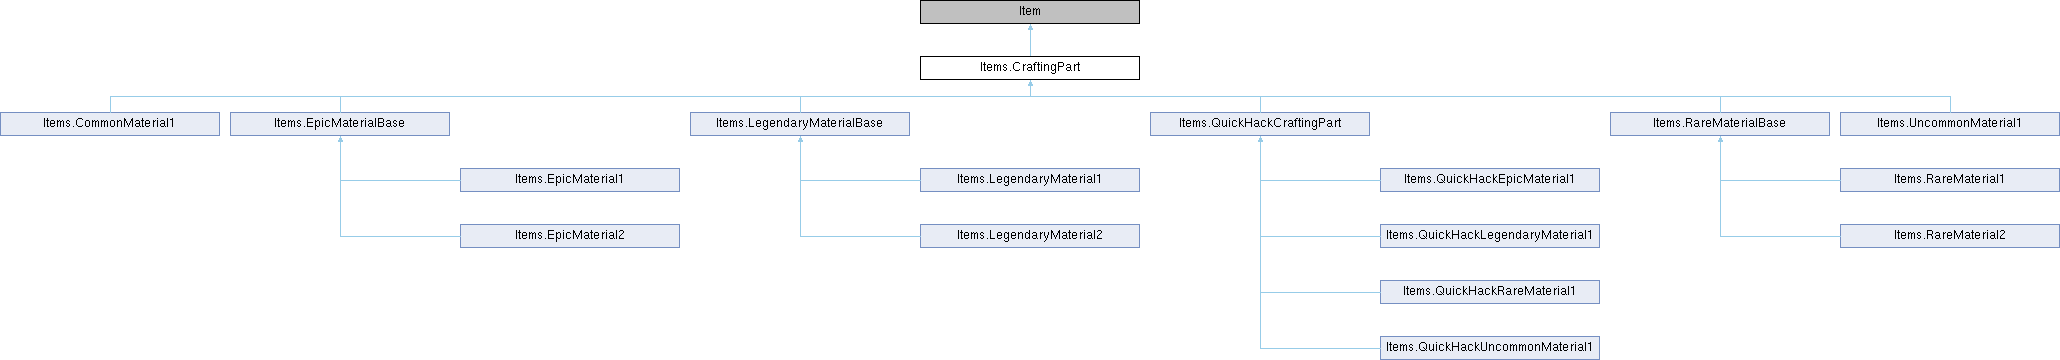 Item
Items.CraftingPart
Items.CommonMaterial1
Items.EpicMaterialBase
Items.LegendaryMaterialBase
Items.QuickHackCraftingPart
Items.RareMaterialBase
Items.UncommonMaterial1
Items.EpicMaterial1
Items.LegendaryMaterial1
Items.QuickHackEpicMaterial1
Items.RareMaterial1
Items.EpicMaterial2
Items.LegendaryMaterial2
Items.QuickHackLegendaryMaterial1
Items.RareMaterial2
Items.QuickHackRareMaterial1
Items.QuickHackUncommonMaterial1